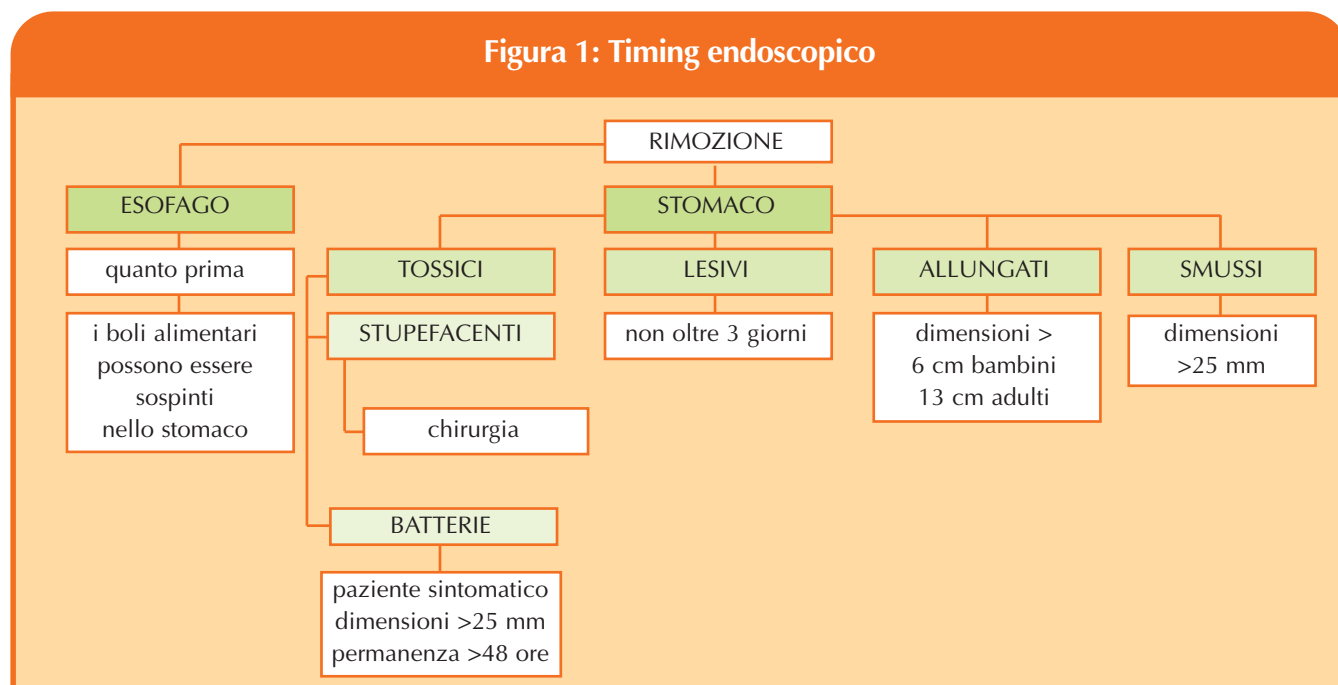 Figura 1: Timing endoscopico
RIMOZIONE
ESOFAGO
quanto prima
i boli alimentari
possono essere
sospinti
nello stomaco
STOMACO
TOSSICI
STUPEFACENTI
chirurgia
BATTERIE
paziente sintomatico
dimensioni >25 mm
permanenza >48 ore
LESIVI
non oltre 3 giorni
ALLUNGATI
dimensioni >
6 cm bambini
13 cm adulti
SMUSSI
dimensioni
>25 mm